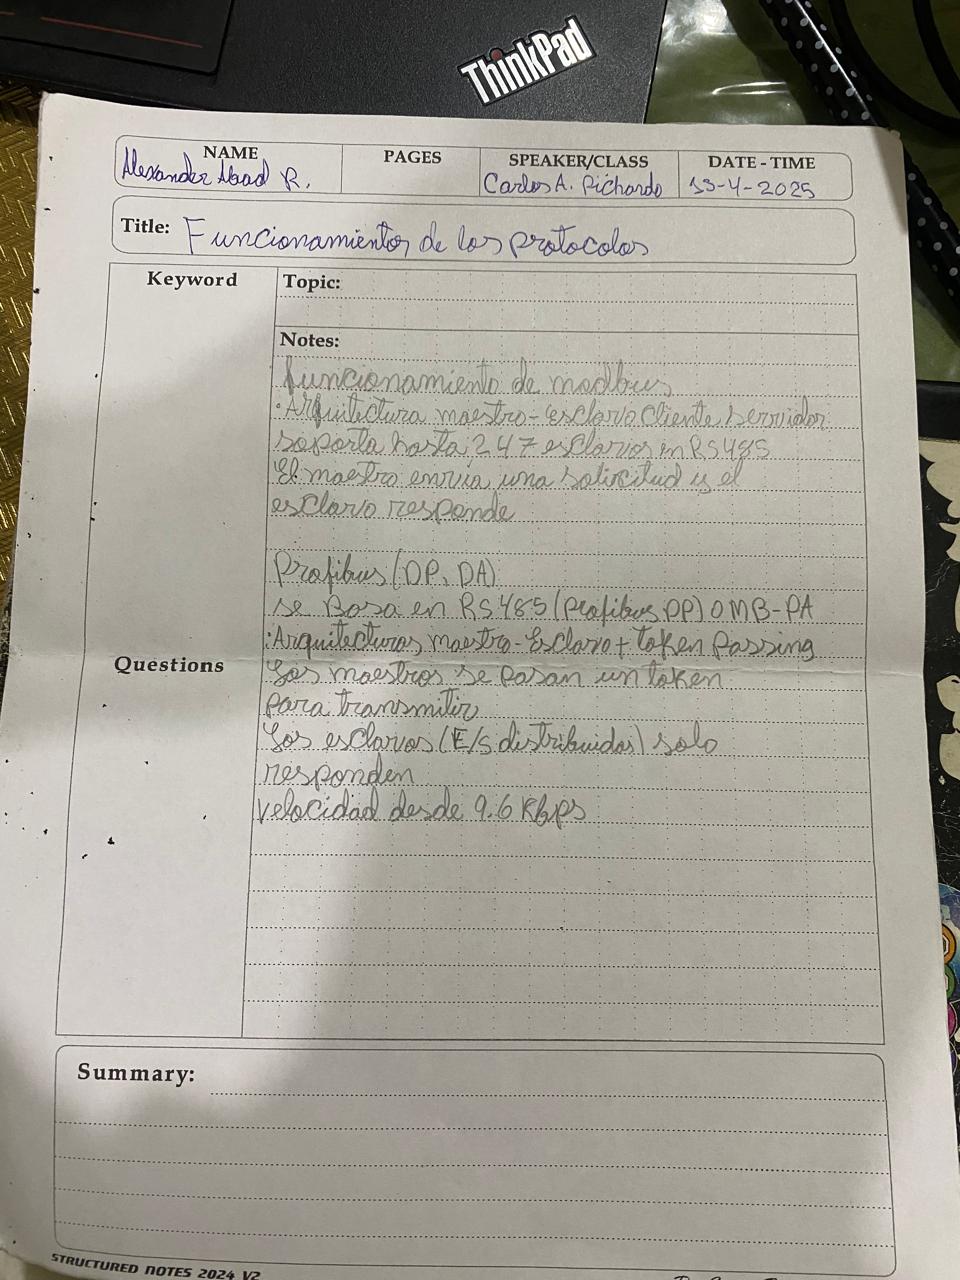 ThinkPad
NAME PAGES SPEAKER/CLASS DATE - TIME
Alexander Abad R. Carlos A. Pichardo 13-4-2025
Title: Funcionamientos de los protocolos
Keyword
Topic:
Notes:
funcionamiento de modbus
·Arquitectura maestro-Esclavo Cliente servidor
soporta hasta 247 esclavos en RS485
El maestro envia una solicitud y el
esclavo responde
Profibus (DP, DA)
se Basa en RS485 (Profibus DP) O MB-PA
:Arquitecturas maestro-Esclavo + token passing
Questions
Los maestros se pasan un token
para transmitir
Los esclavos (E/S distribuidas) solo
responden
velocidad desde 9.6 Kbps
Summary:
STRUCTURED NOTES 2024 V2